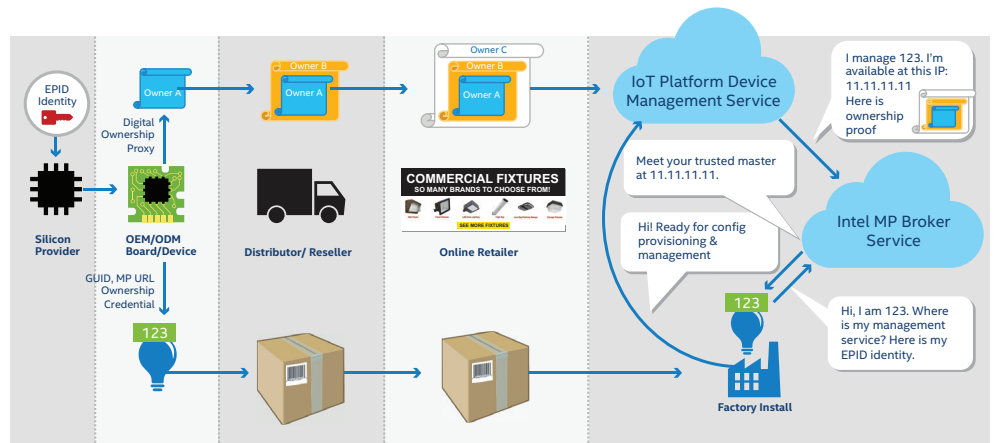 EPID
Identity
Silicon
Provider
Owner A
Digital
Ownership
Proxy
OEM/ODM
Board/Device
GUID, MP URL
Ownership
Credential
123
Owner B
Owner A
Distributor/ Reseller
Owner C
Owner B
Owner A
COMMERCIAL FIXTURES
SO MANY BRANDS TO CHOOSE FROM!
SEE MORE FIXTURES
Online Retailer
IoT Platform Device
Management Service
I manage 123. I'm
available at this IP:
11.11.11.11
Here is
ownership
proof
Meet your trusted master
at 11.11.11.11.
Intel MP Broker
Service
Hi! Ready for config
provisioning &
management
123
Hi, I am 123. Where
is my management
service? Here is my
EPID identity.
Factory Install